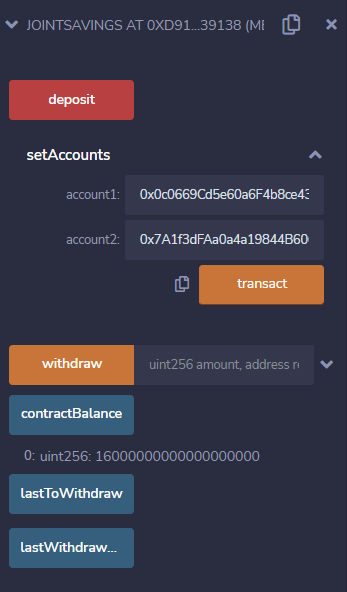 JOINTSAVINGS AT 0XD91...39138 (ME
deposit
setAccounts
account1: 0x0c0669Cd5e60a6F4b8ce43
account2: 0x7A1f3dFAa0a4a19844B60
transact
withdraw uint256 amount, address re
contractBalance
0: uint256: 16000000000000000000
lastToWithdraw
lastWithdraw...